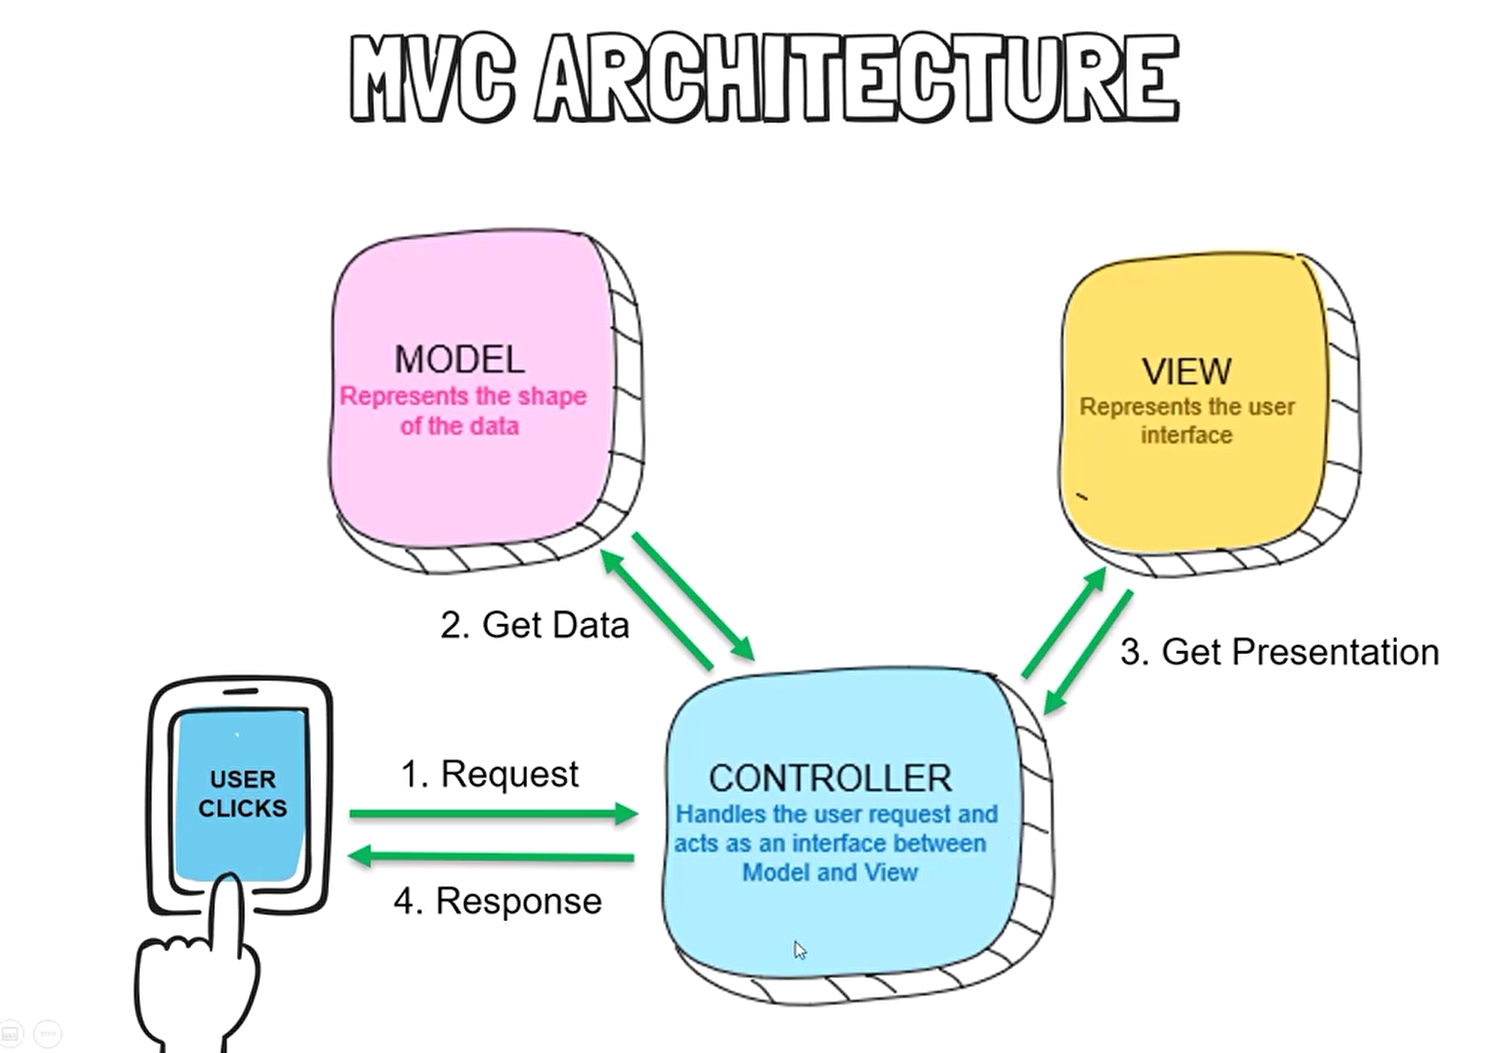 MVC ARCHITECTURE
MODEL
Represents the shape
of the data
VIEW
Represents the user
interface
2. Get Data
3. Get Presentation
USER
CLICKS
1. Request
4. Response
CONTROLLER
Handles the user request and
acts as an interface between
Model and View